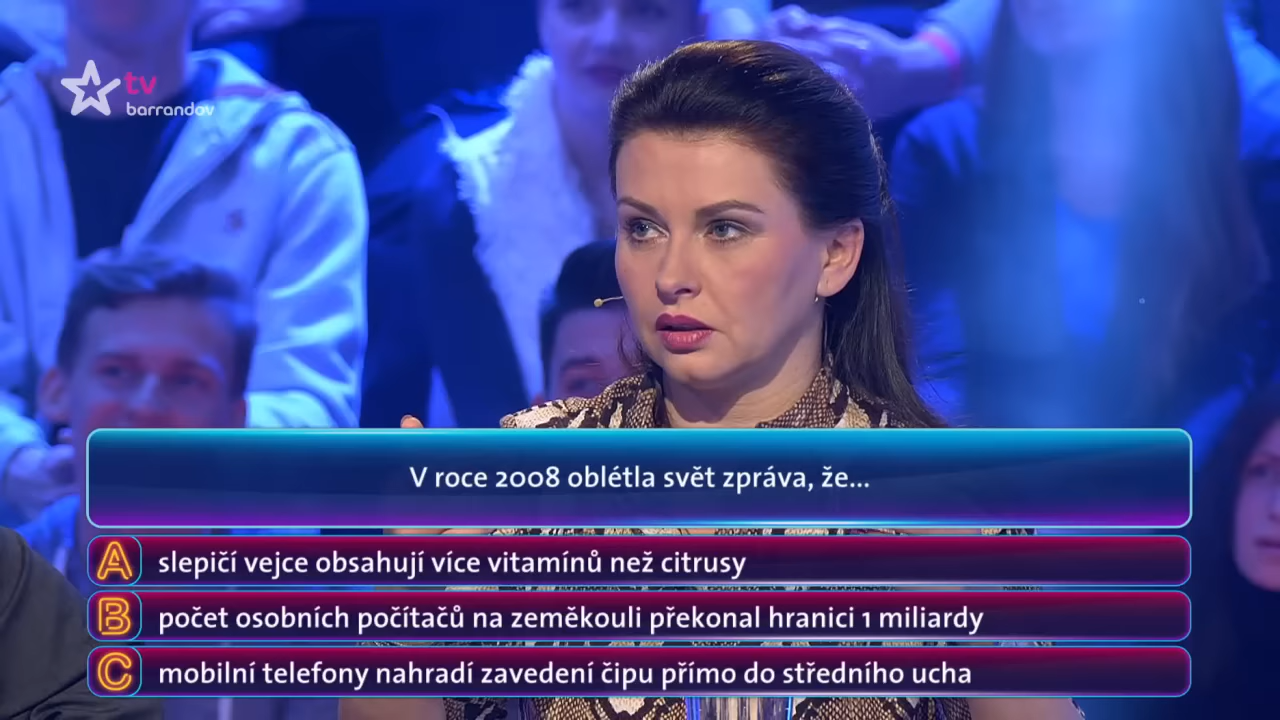 tv
barrandov
V roce 2008 oblétla svět zpráva, že...
A slepičí vejce obsahují více vitamínů než citrusy
B počet osobních počítačů na zeměkouli překonal hranici 1 miliardy
C mobilní telefony nahradí zavedení čipu přímo do středního ucha